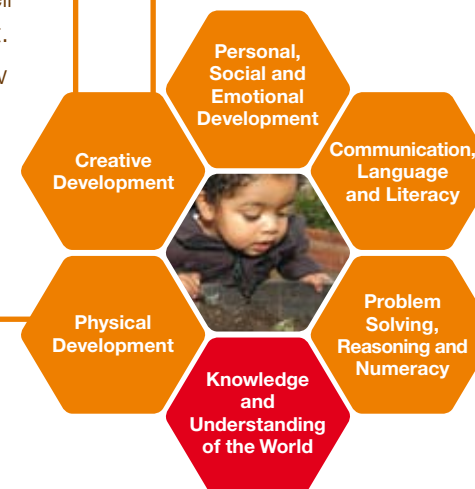 Personal,
Social and
Emotional
Development
Creative
Development
Communication,
Language
and Literacy
Physical
Development
Problem
Solving,
Reasoning and
Numeracy
Knowledge
and
Understanding
of the World